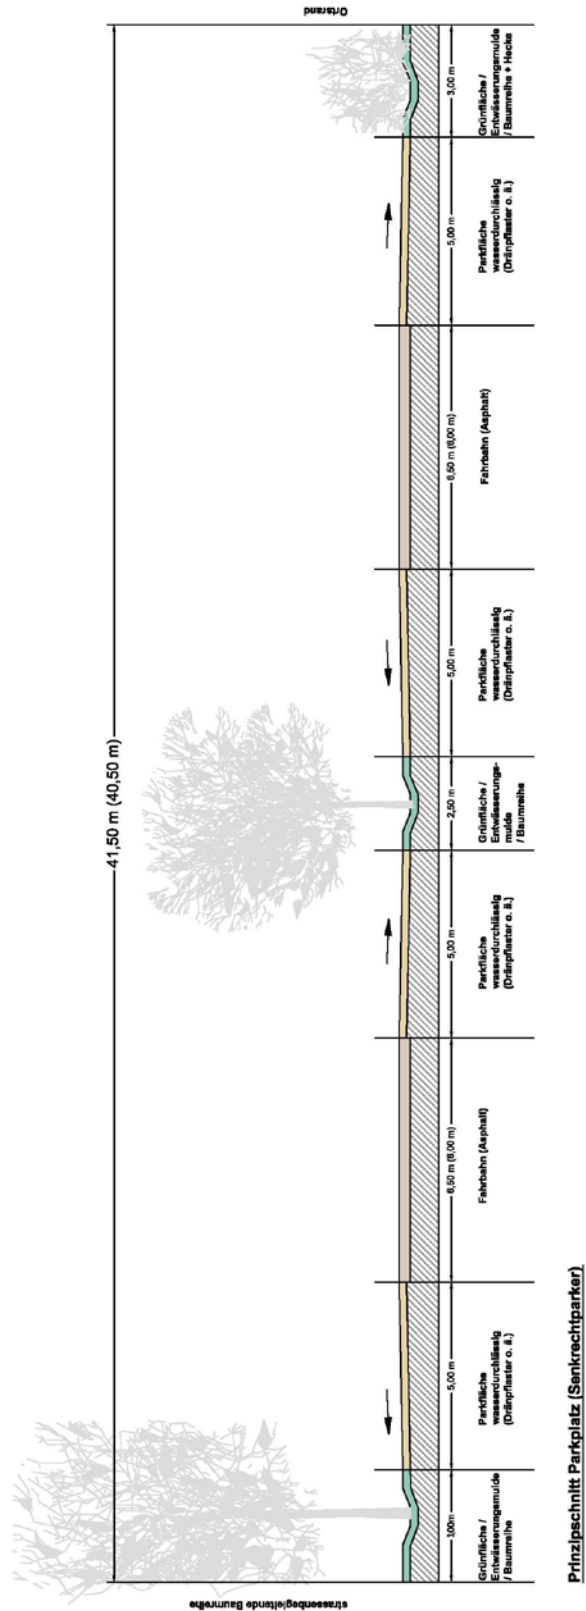 41,50 m (40,50 m)
strassenbegleitende Baumreihe
Ortsrand
3,00m
5,00 m
6,50 m (6,00 m)
5,00 m
2,50 m
5,00 m
6,50 m (6,00 m)
5,00 m
3,00 m
Grünfläche /
Entwässerungsmulde
/ Baumreihe
Parkfläche
wasserdurchlässig
(Dränpflaster o. ä.)
Fahrbahn (Asphalt)
Parkfläche
wasserdurchlässig
(Dränpflaster o. ä.)
Grünfläche /
Entwässerungs-
mulde
/ Baumreihe
Parkfläche
wasserdurchlässig
(Dränpflaster o. ä.)
Fahrbahn (Asphalt)
Parkfläche
wasserdurchlässig
(Dränpflaster o. ä.)
Grünfläche /
Entwässerungsmulde
/ Baumreihe + Hecke
Prinzipschnitt Parkplatz (Senkrechtparker)